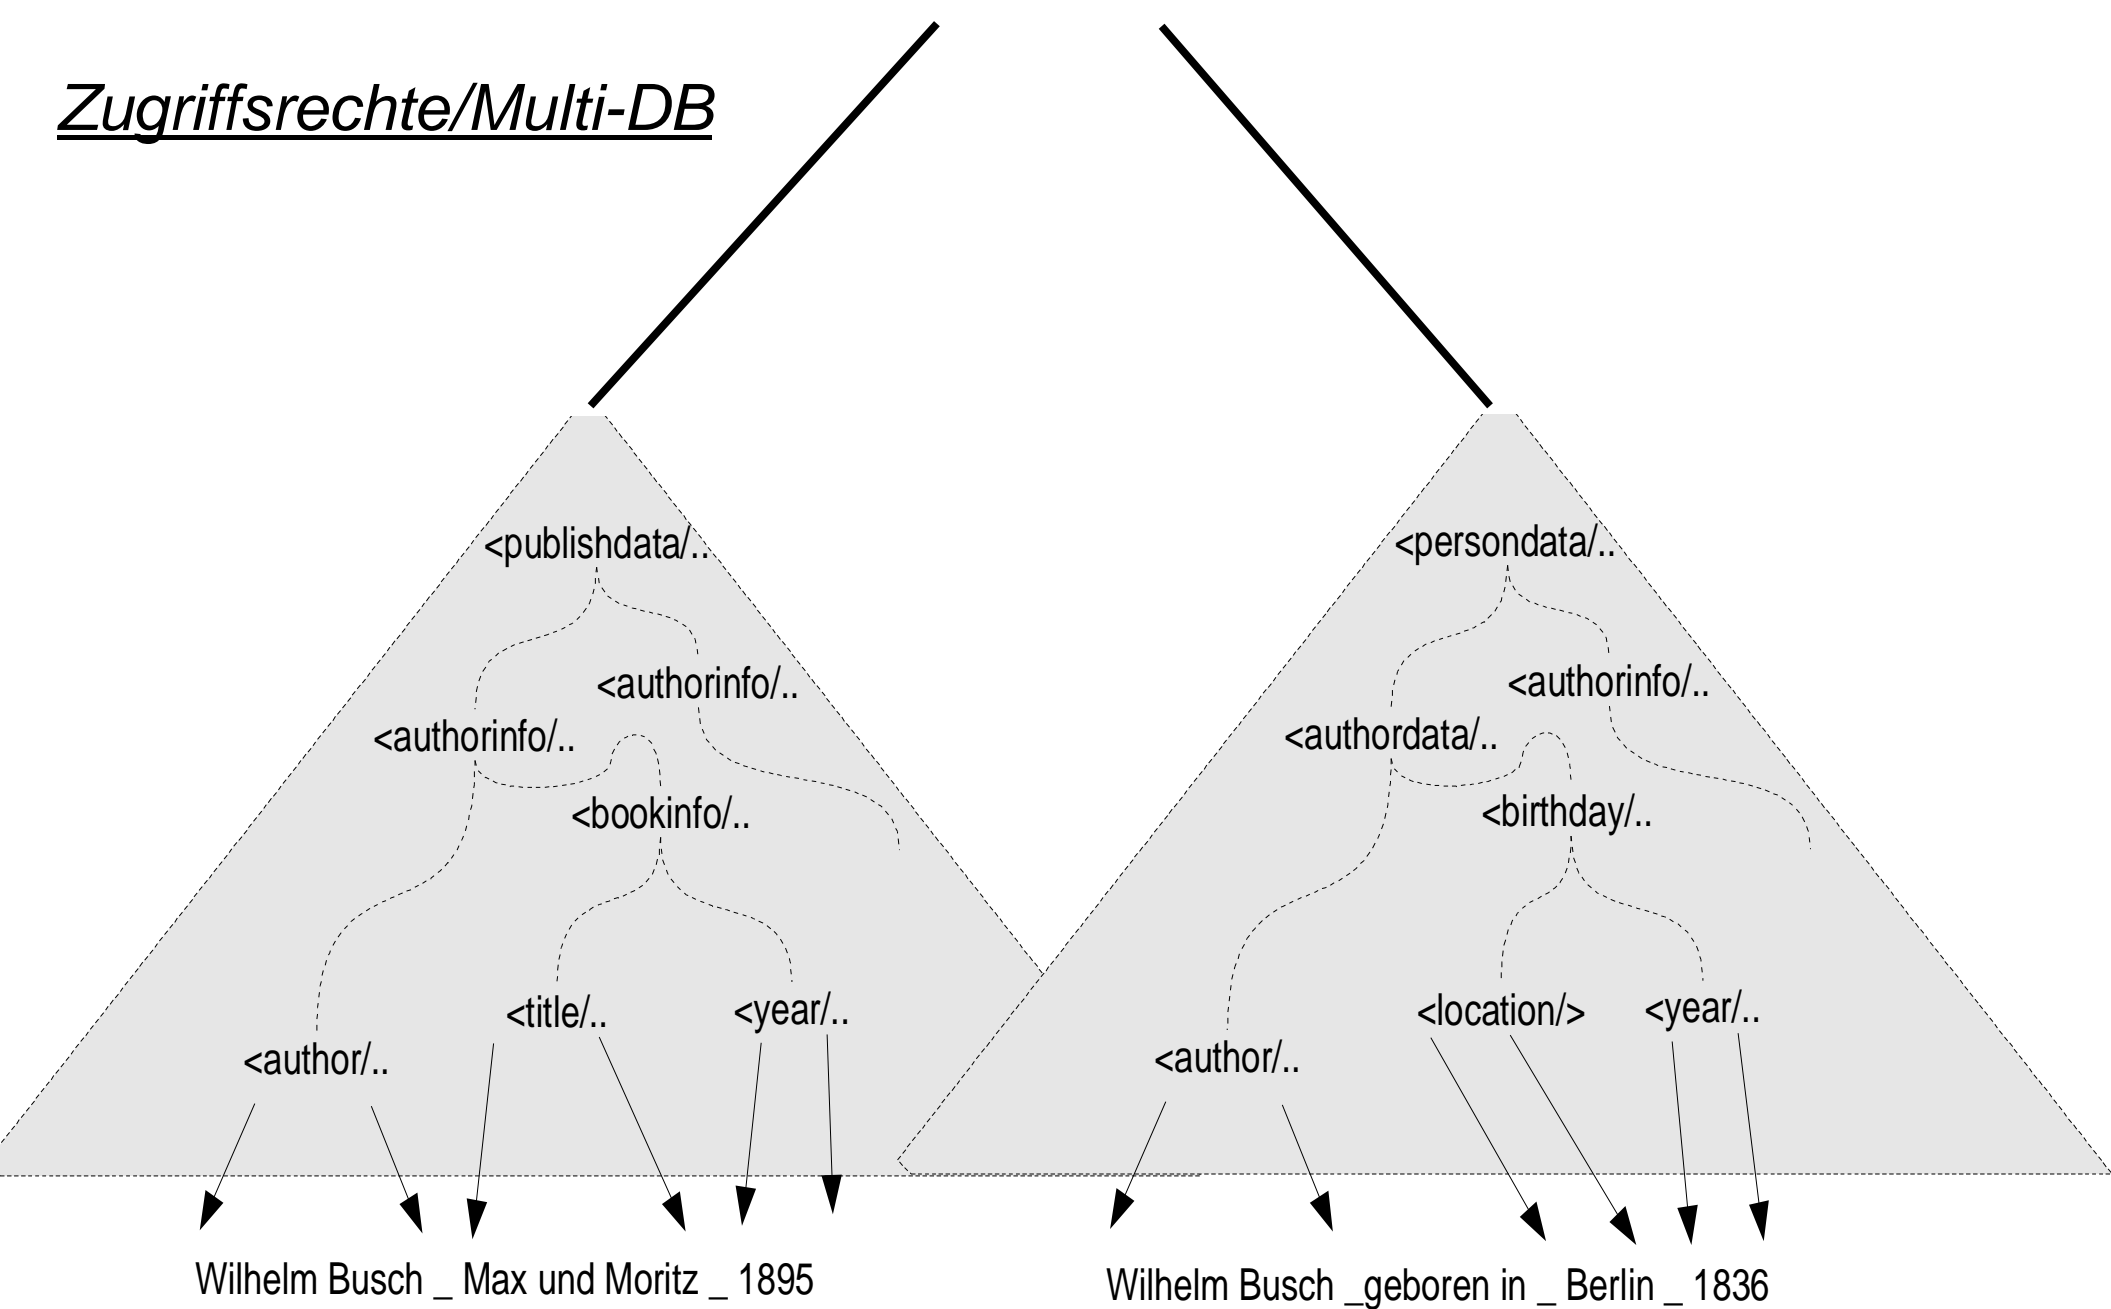 Zugriffsrechte/Multi-DB
<publishdata/..
<authorinfo/..
<authorinfo/..
<bookinfo/..
<title/..
<year/..
<author/..
Wilhelm Busch _ Max und Moritz _ 1895
<persondata/..
<authorinfo/..
<authordata/..
<birthday/..
<location/>
<year/..
<author/..
Wilhelm Busch _geboren in _ Berlin _ 1836